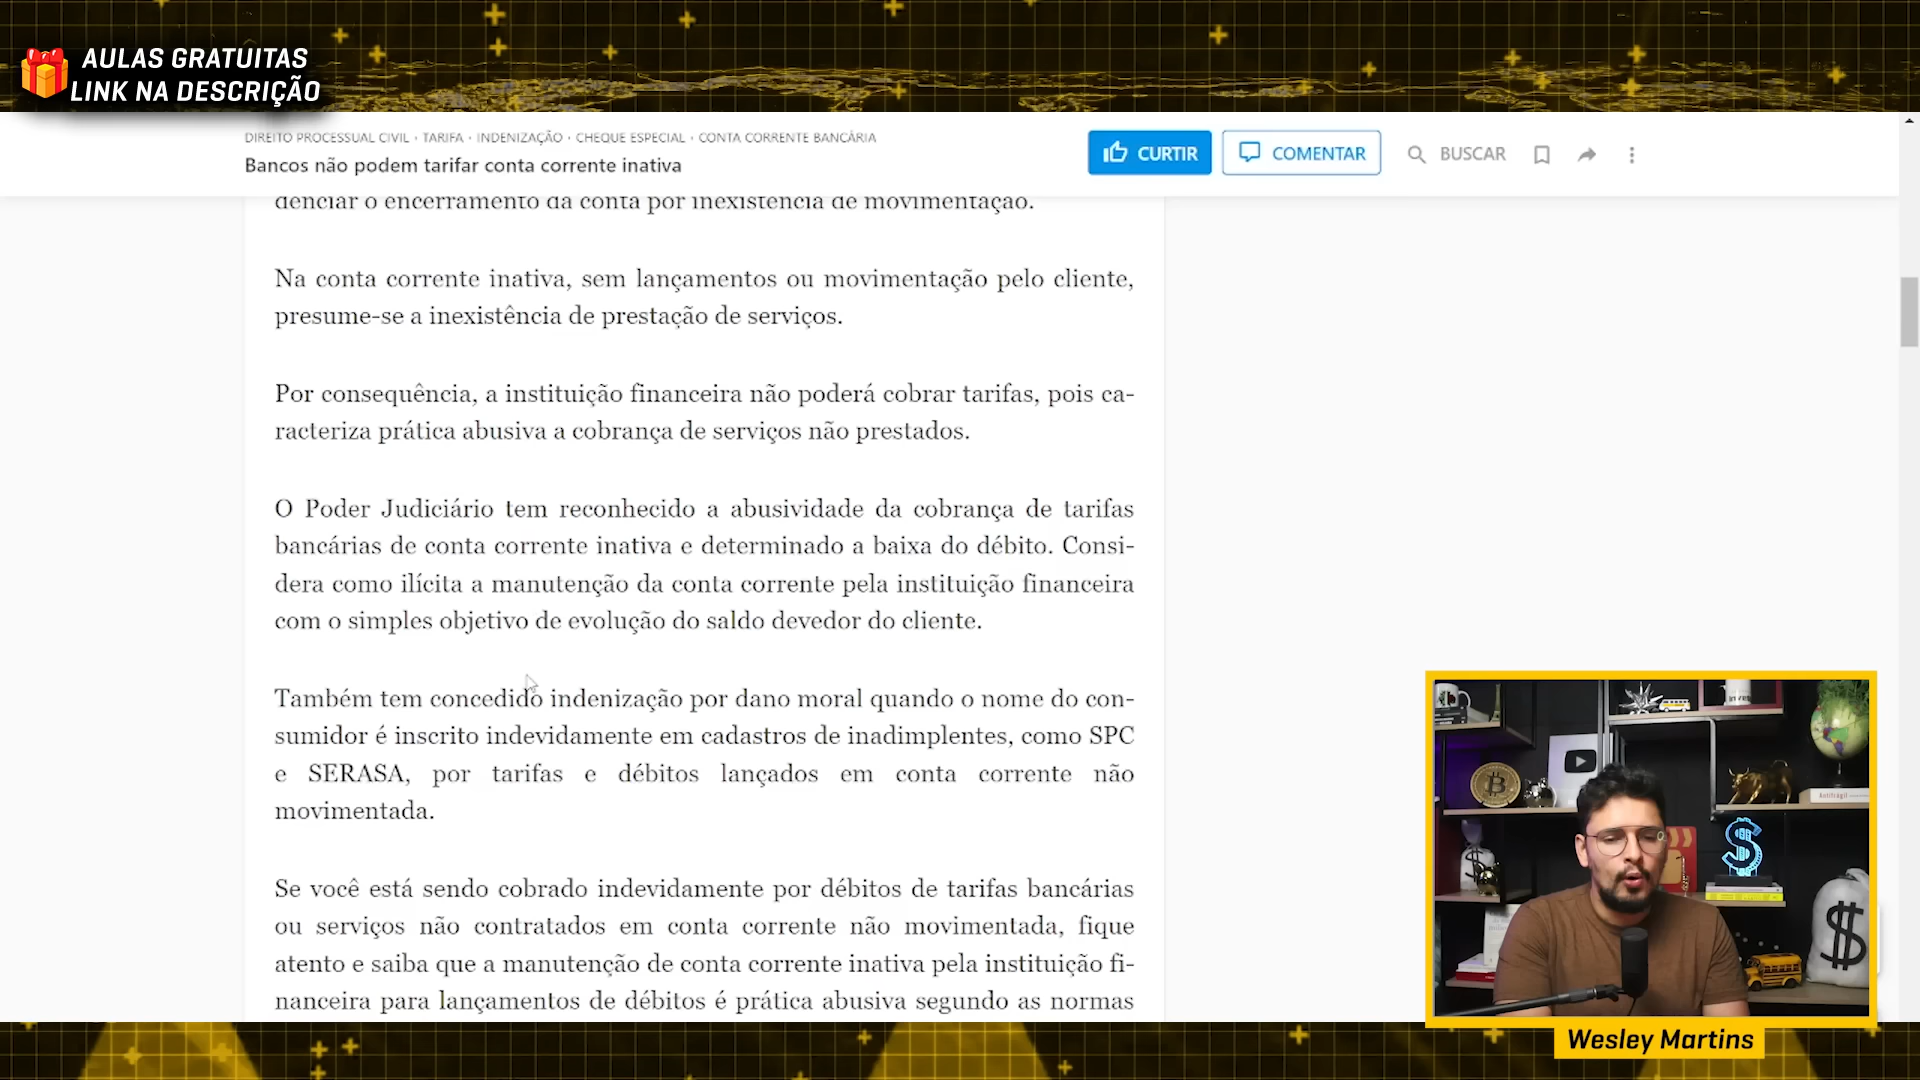 AULAS GRATUITAS
LINK NA DESCRIÇÃO
DIREITO PROCESSUAL CIVIL · TARIFA · INDENIZAÇÃO · CHEQUE ESPECIAL · CONTA CORRENTE BANCÁRIA
Bancos não podem tarifar conta corrente inativa
CURTIR
COMENTAR
BUSCAR
denciar o encerramento da conta por inexistência de movimentação.
Na conta corrente inativa, sem lançamentos ou movimentação pelo cliente,
presume-se a inexistência de prestação de serviços.
Por consequência, a instituição financeira não poderá cobrar tarifas, pois ca-
racteriza prática abusiva a cobrança de serviços não prestados.
O Poder Judiciário tem reconhecido a abusividade da cobrança de tarifas
bancárias de conta corrente inativa e determinado a baixa do débito. Consi-
dera como ilícita a manutenção da conta corrente pela instituição financeira
com o simples objetivo de evolução do saldo devedor do cliente.
Também tem concedido indenização por dano moral quando o nome do con-
sumidor é inscrito indevidamente em cadastros de inadimplentes, como SPC
e SERASA, por tarifas e débitos lançados em conta corrente não
movimentada.
Se você está sendo cobrado indevidamente por débitos de tarifas bancárias
ou serviços não contratados em conta corrente não movimentada, fique
atento e saiba que a manutenção de conta corrente inativa pela instituição fi-
nanceira para lançamentos de débitos é prática abusiva segundo as normas
Antifrágil
Wesley Martins